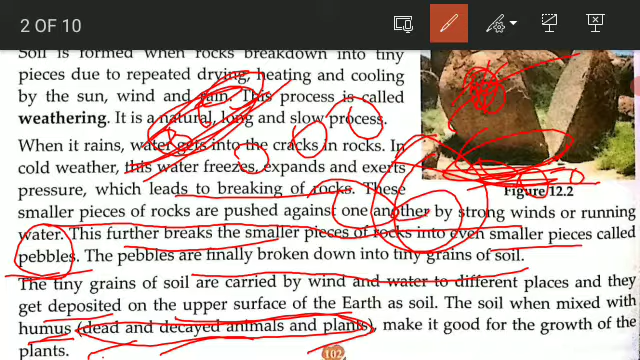 2 OF 10
Soil is formed when rocks breakdown into tiny
pieces due to repeated drying, heating and cooling
by the sun, wind and rain. This process is called
weathering. It is a natural, long and slow process.
When it rains, water gets into the cracks in rocks. In
cold weather, this water freezes, expands and exerts
pressure, which leads to breaking of rocks. These
Figure 12.2
smaller pieces of rocks are pushed against one another by strong winds or running
water. This further breaks the smaller pieces of rocks into even smaller pieces called
pebbles. The pebbles are finally broken down into tiny grains of soil.
The tiny grains of soil are carried by wind and water to different places and they
get deposited on the upper surface of the Earth as soil. The soil when mixed with
humus (dead and decayed animals and plants), make it good for the growth of the
plants.
102